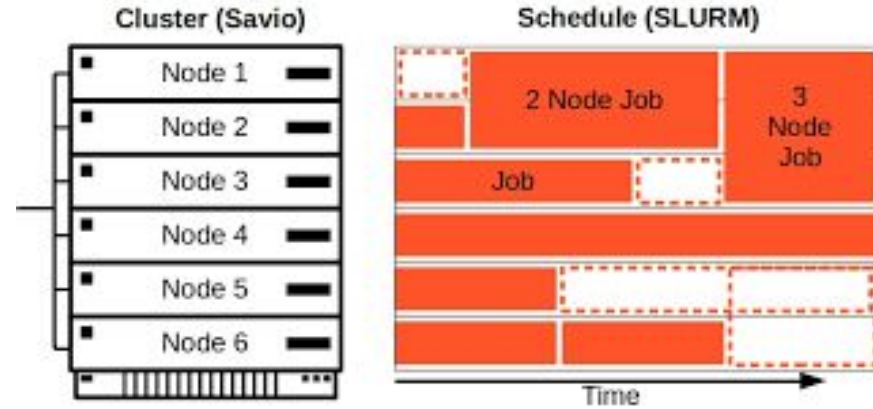 Cluster (Savio)
Schedule (SLURM)
Node 1
Node 2
Node 3
Node 4
Node 5
Node 6
2 Node Job
3
Node
Job
Job
Time